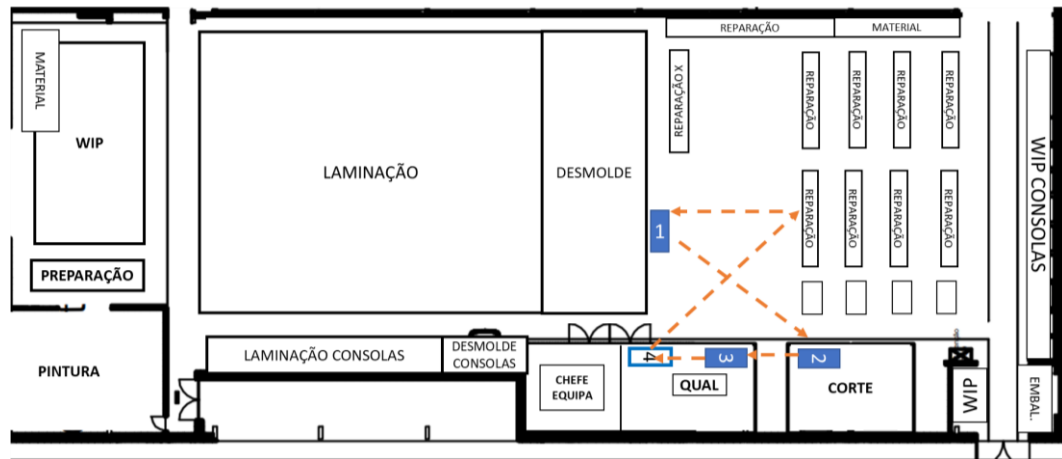 REPARAÇÃO
MATERIAL
MATERIAL
WIP
LAMINAÇÃO
DESMOLDE
REPARAÇÃO X
REPARAÇÃO
REPARAÇÃO
REPARAÇÃO
REPARAÇÃO
WIP CONSOLAS
1
REPARAÇÃO
REPARAÇÃO
REPARAÇÃO
REPARAÇÃO
PREPARAÇÃO
PINTURA
LAMINAÇÃO CONSOLAS
DESMOLDE
CONSOLAS
4
3
2
CHEFE
EQUIPA
QUAL
CORTE
WIP
EMBAL.